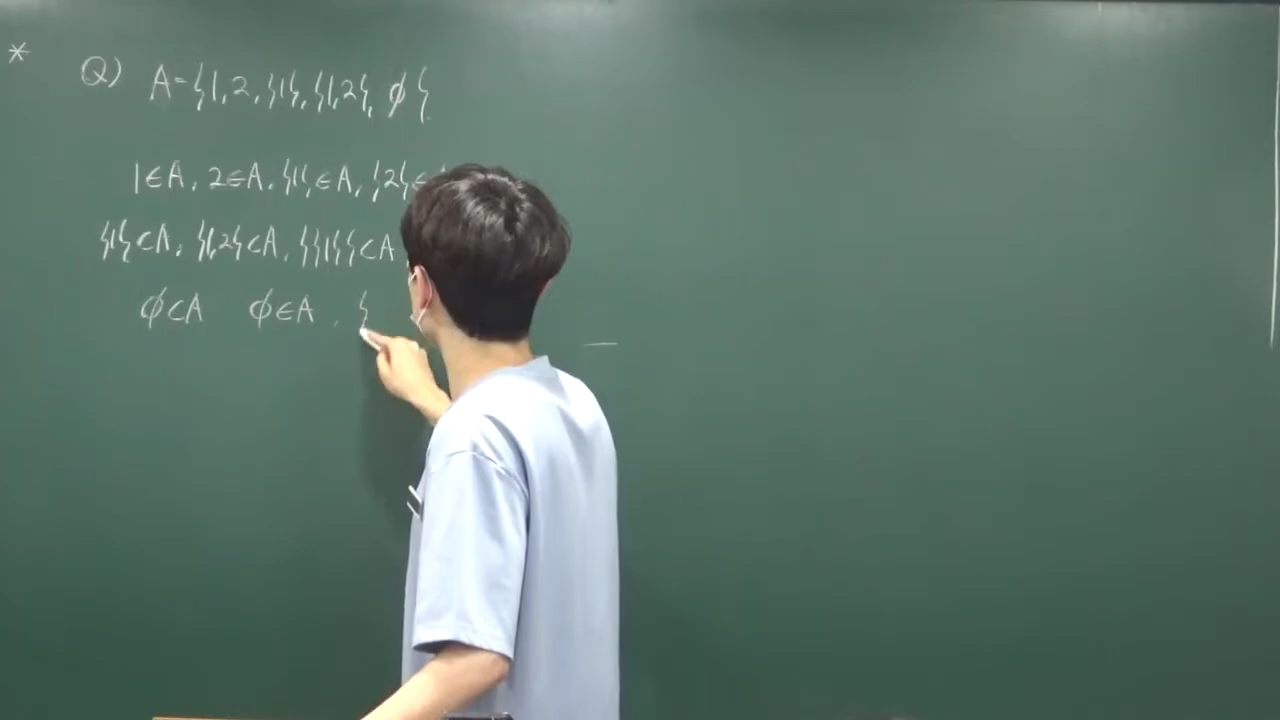 * Q) A={1, 2, {1}, {1,2}, ∅}
1∈A, 2∈A, {1}∈A, {2}∈
{1}⊂A, {1,2}⊂A, {{1}}⊂A
∅⊂A ∅∈A, {